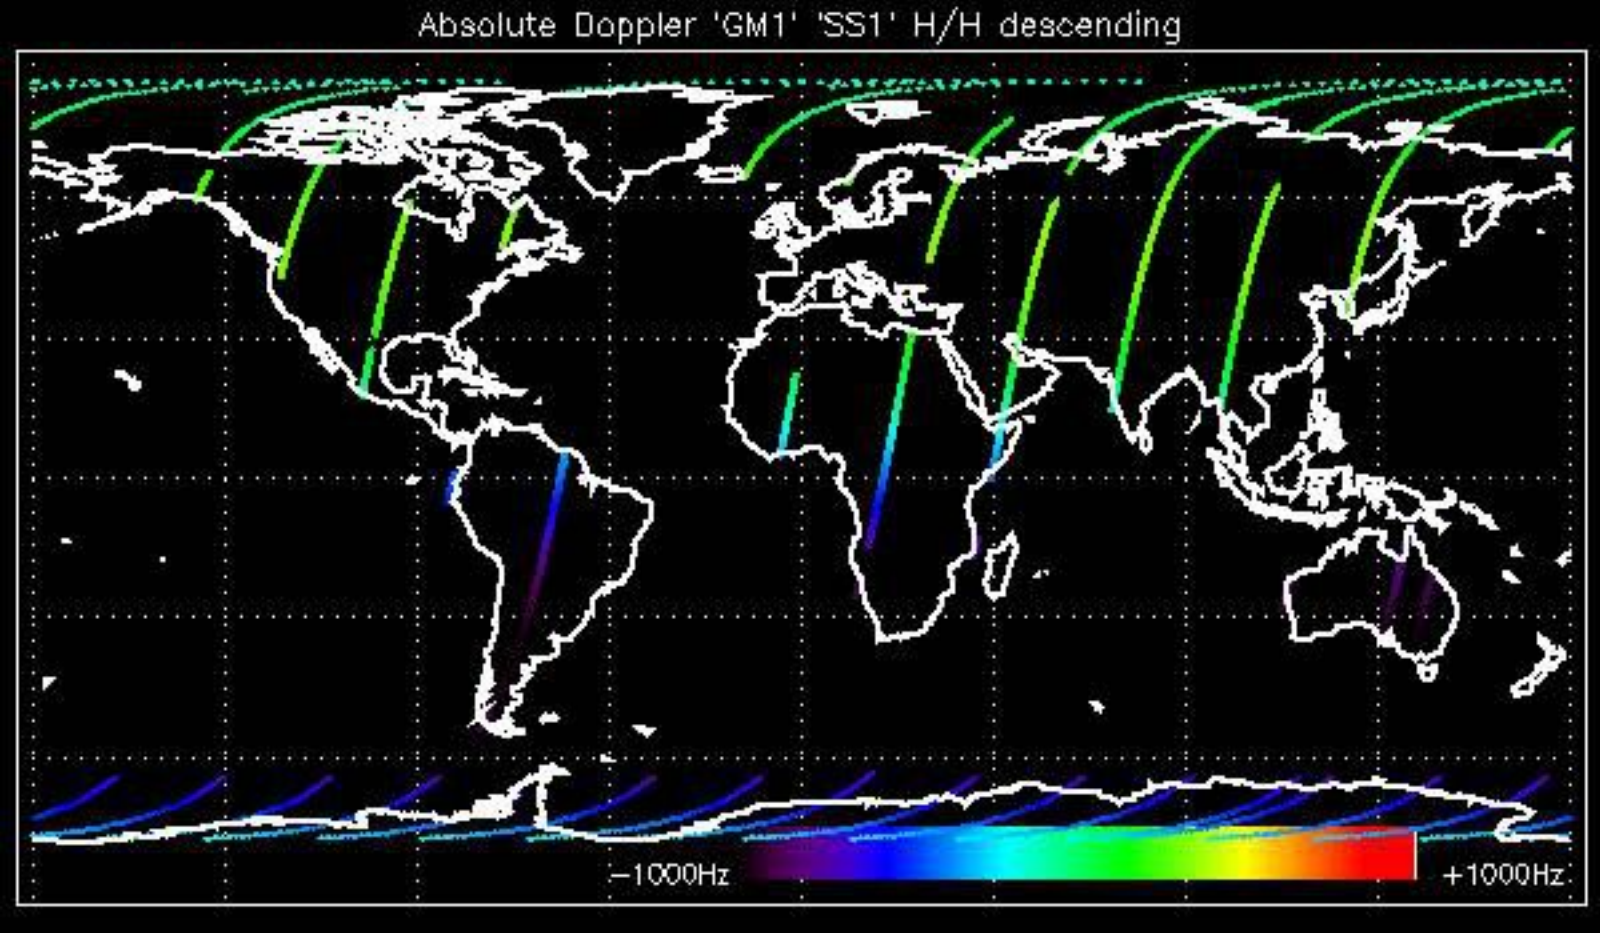 Absolute Doppler 'GM1' 'SS1' H/H descending
−1000Hz
+1000Hz